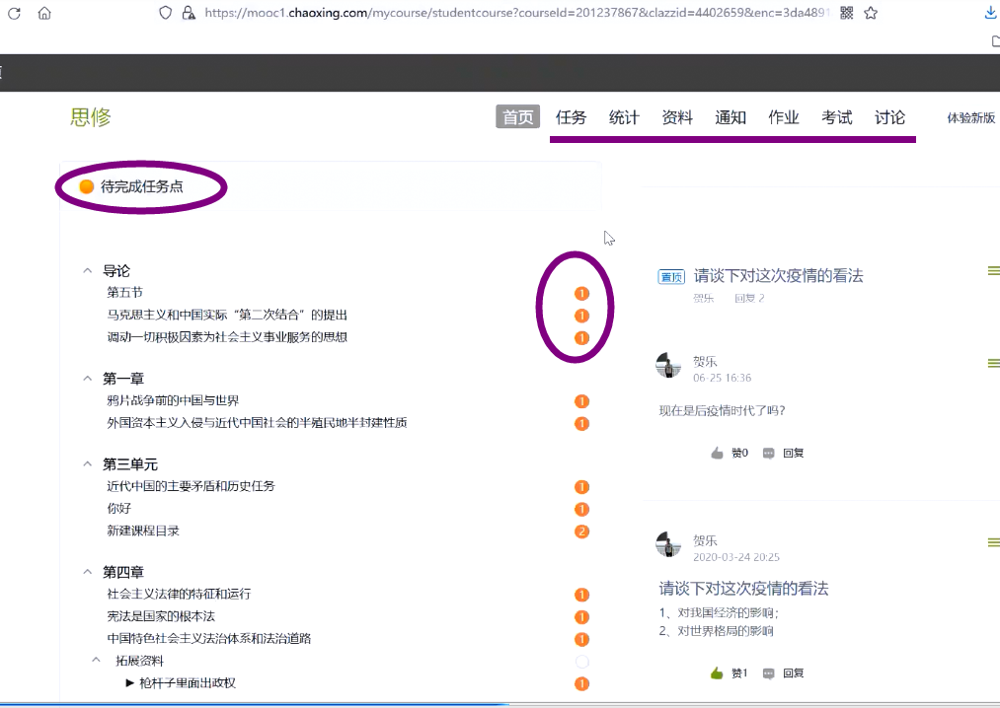 https://mooc1.chaoxing.com/mycourse/studentcourse?courseId=201237867&clazzid=4402659&enc=3da4891
思修
首页 任务 统计 资料 通知 作业 考试 讨论 体验新版
待完成任务点
导论
第五节 1
马克思主义和中国实际“第二次结合”的提出 1
调动一切积极因素为社会主义事业服务的思想 1
第一章
鸦片战争前的中国与世界 1
外国资本主义入侵与近代中国社会的半殖民地半封建性质 1
第三单元
近代中国的主要矛盾和历史任务 1
你好 1
新建课程目录 2
第四章
社会主义法律的特征和运行 1
宪法是国家的根本法 1
中国特色社会主义法治体系和法治道路 1
拓展资料
枪杆子里面出政权 1
置顶 请谈下对这次疫情的看法
贺乐 回复 2
贺乐
06-25 16:36
现在是后疫情时代了吗?
赞0 回复
贺乐
2020-03-24 20:25
请谈下对这次疫情的看法
1、对我国经济的影响;
2、对世界格局的影响
赞1 回复